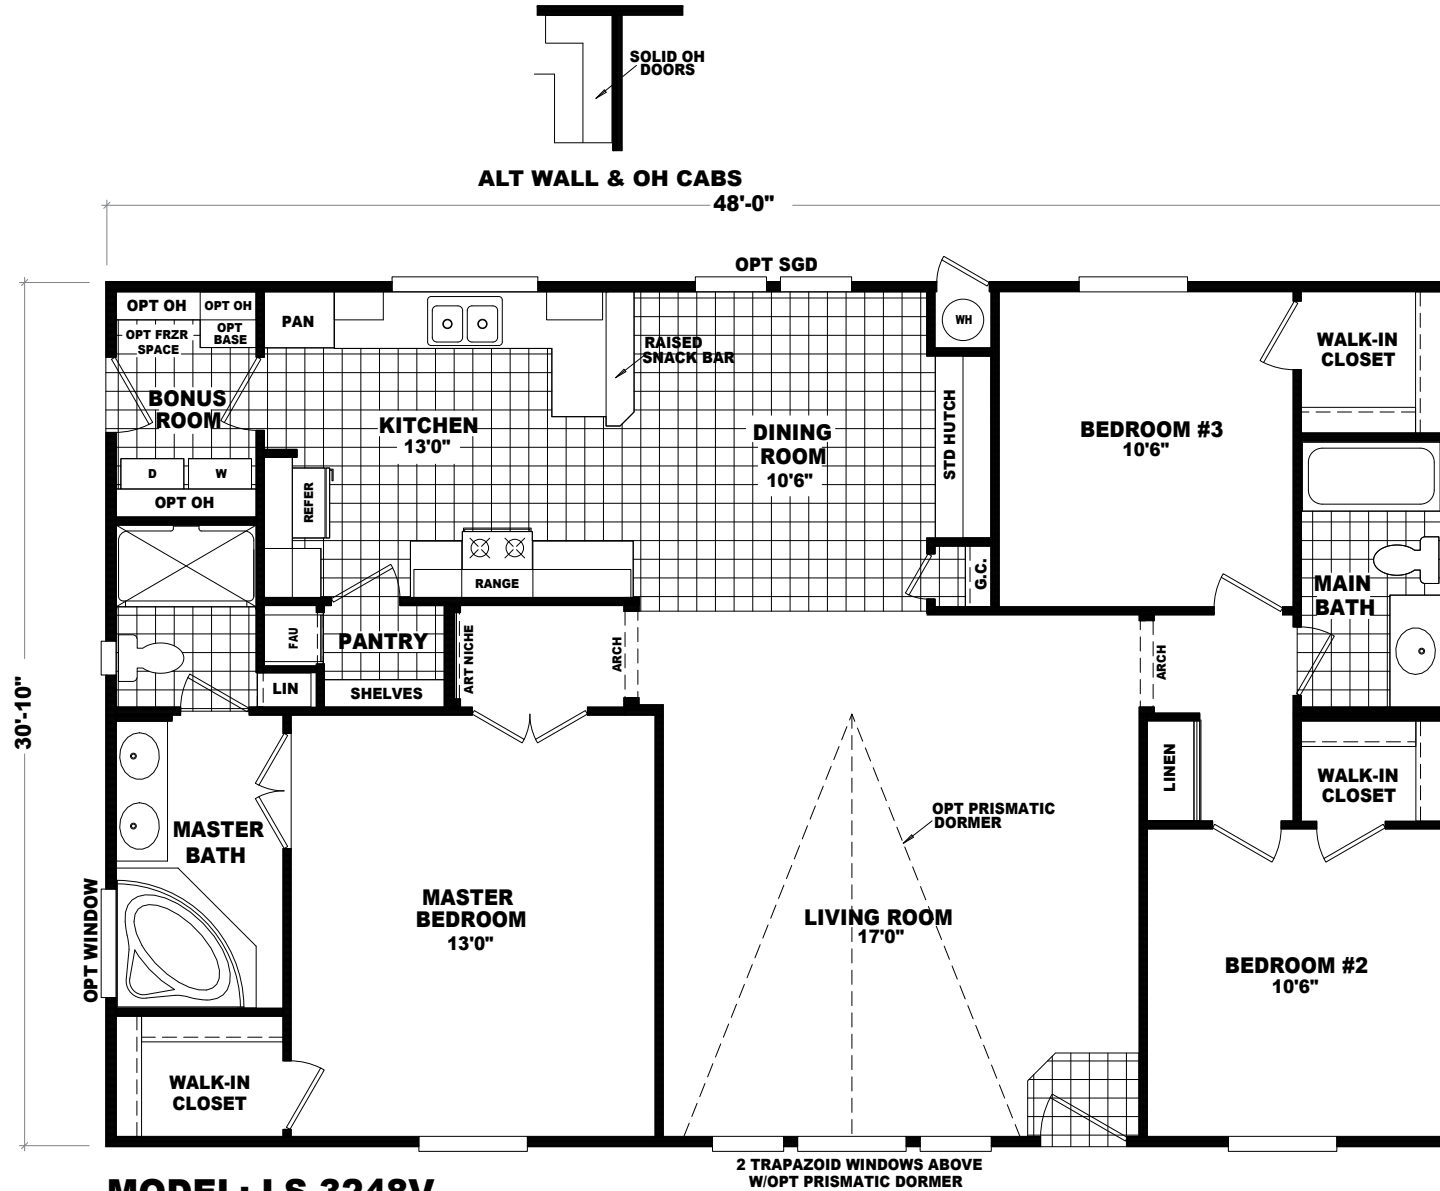 SOLID OH
DOORS
ALT WALL & OH CABS
48'-0"
OPT SGD
OPT OH
OPT OH
OPT FRZR
SPACE
OPT
BASE
PAN
WH
RAISED
SNACK BAR
WALK-IN
CLOSET
BONUS
ROOM
KITCHEN
13'0"
DINING
ROOM
10'6"
STD HUTCH
BEDROOM #3
10'6"
D
W
OPT OH
REFER
RANGE
G.C.
MAIN
BATH
FAU
PANTRY
ART NICHE
ARCH
ARCH
LIN
SHELVES
30'-10"
LINEN
WALK-IN
CLOSET
MASTER
BATH
OPT PRISMATIC
DORMER
OPT WINDOW
MASTER
BEDROOM
13'0"
LIVING ROOM
17'0"
BEDROOM #2
10'6"
WALK-IN
CLOSET
2 TRAPAZOID WINDOWS ABOVE
W/OPT PRISMATIC DORMER
MODEL: LS 3248V